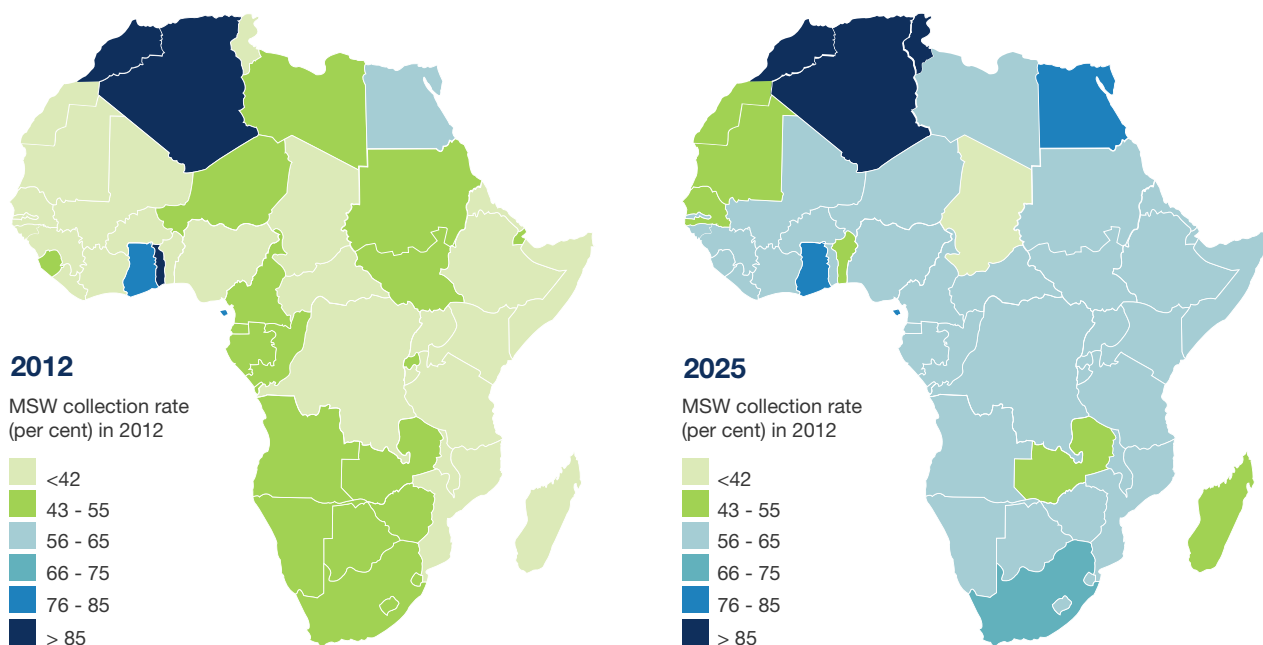 2012
MSW collection rate
(per cent) in 2012
<42
43 - 55
56 - 65
66 - 75
76 - 85
> 85
2025
MSW collection rate
(per cent) in 2012
<42
43 - 55
56 - 65
66 - 75
76 - 85
> 85